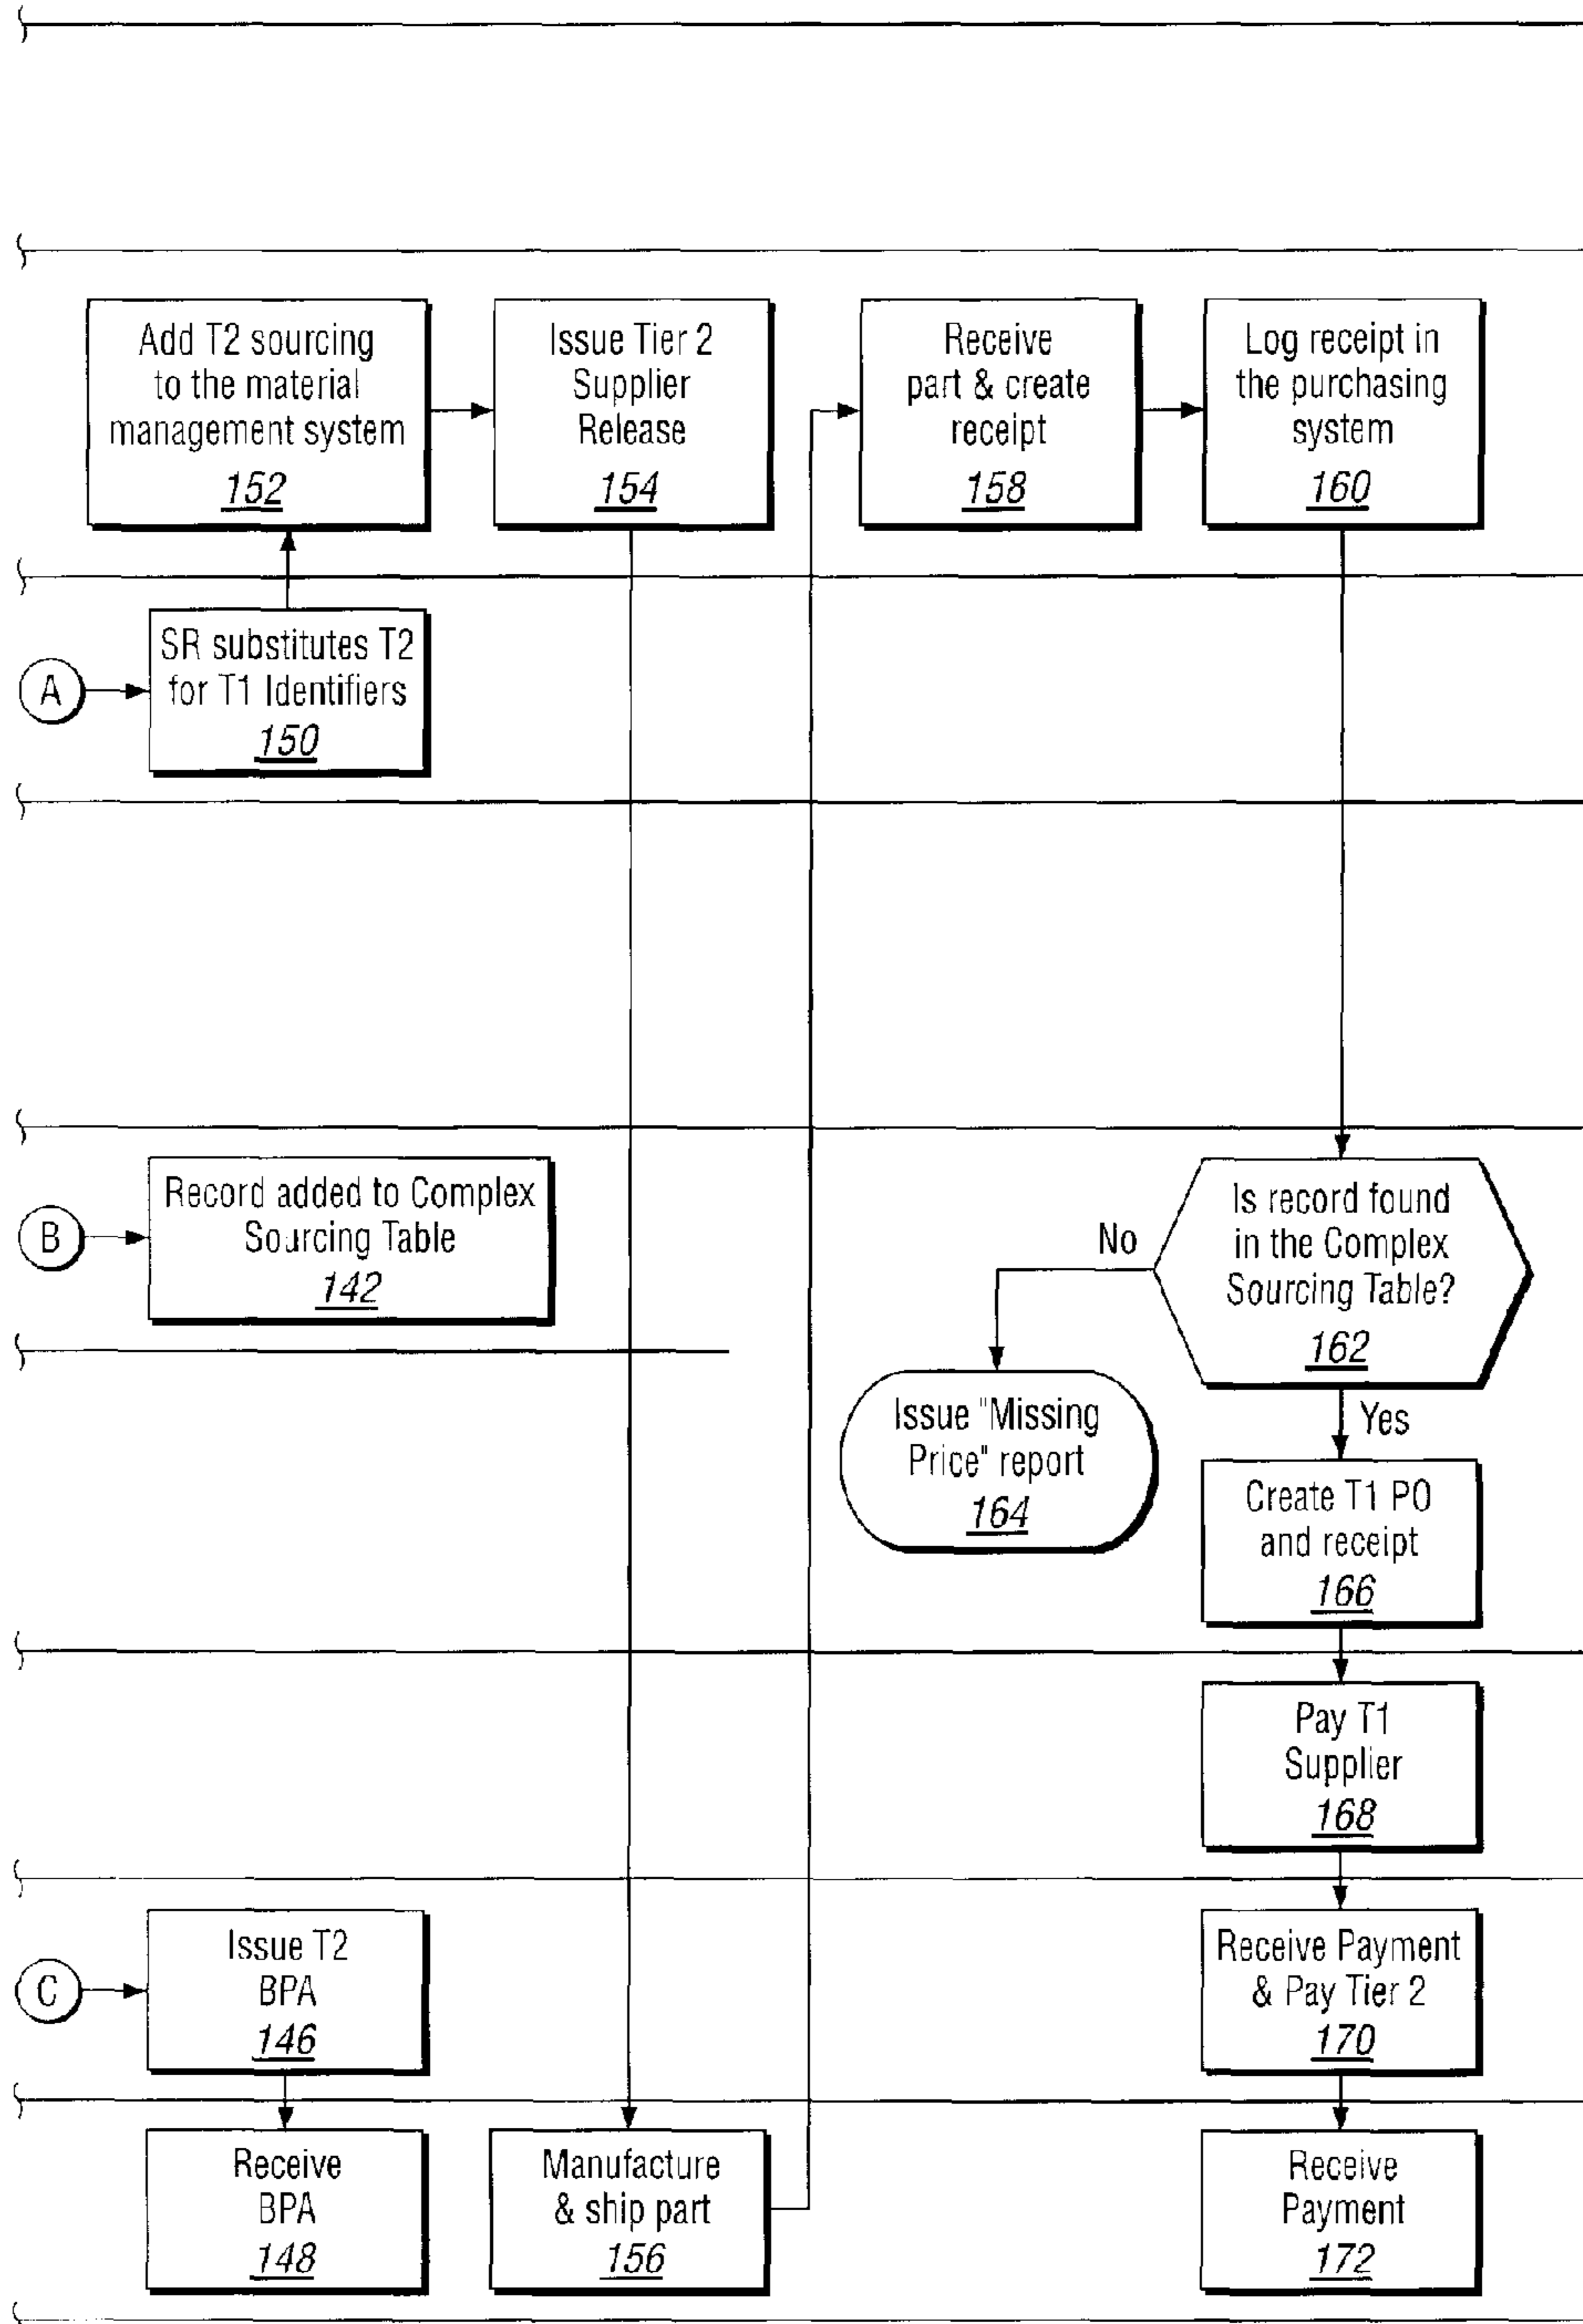 Add T2 sourcing
to the material
management system
152
Issue Tier 2
Supplier
Release
154
Receive
part & create
receipt
158
Log receipt in
the purchasing
system
160
A
SR substitutes T2
for T1 Identifiers
150
B
Record added to Complex
Sourcing Table
142
Is record found
in the Complex
Sourcing Table?
162
No
Yes
Issue "Missing
Price" report
164
Create T1 PO
and receipt
166
Pay T1
Supplier
168
C
Issue T2
BPA
146
Receive Payment
& Pay Tier 2
170
Receive
BPA
148
Manufacture
& ship part
156
Receive
Payment
172